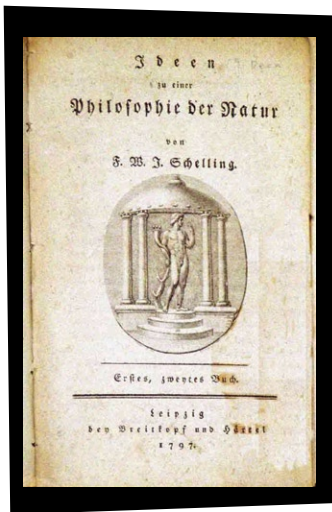 Ideen
zu einer
Philosophie der Natur
von
F. W. J. Schelling.
Erstes, zweytes Buch.
Leipzig
bey Breitkopf und Härtel
1797.